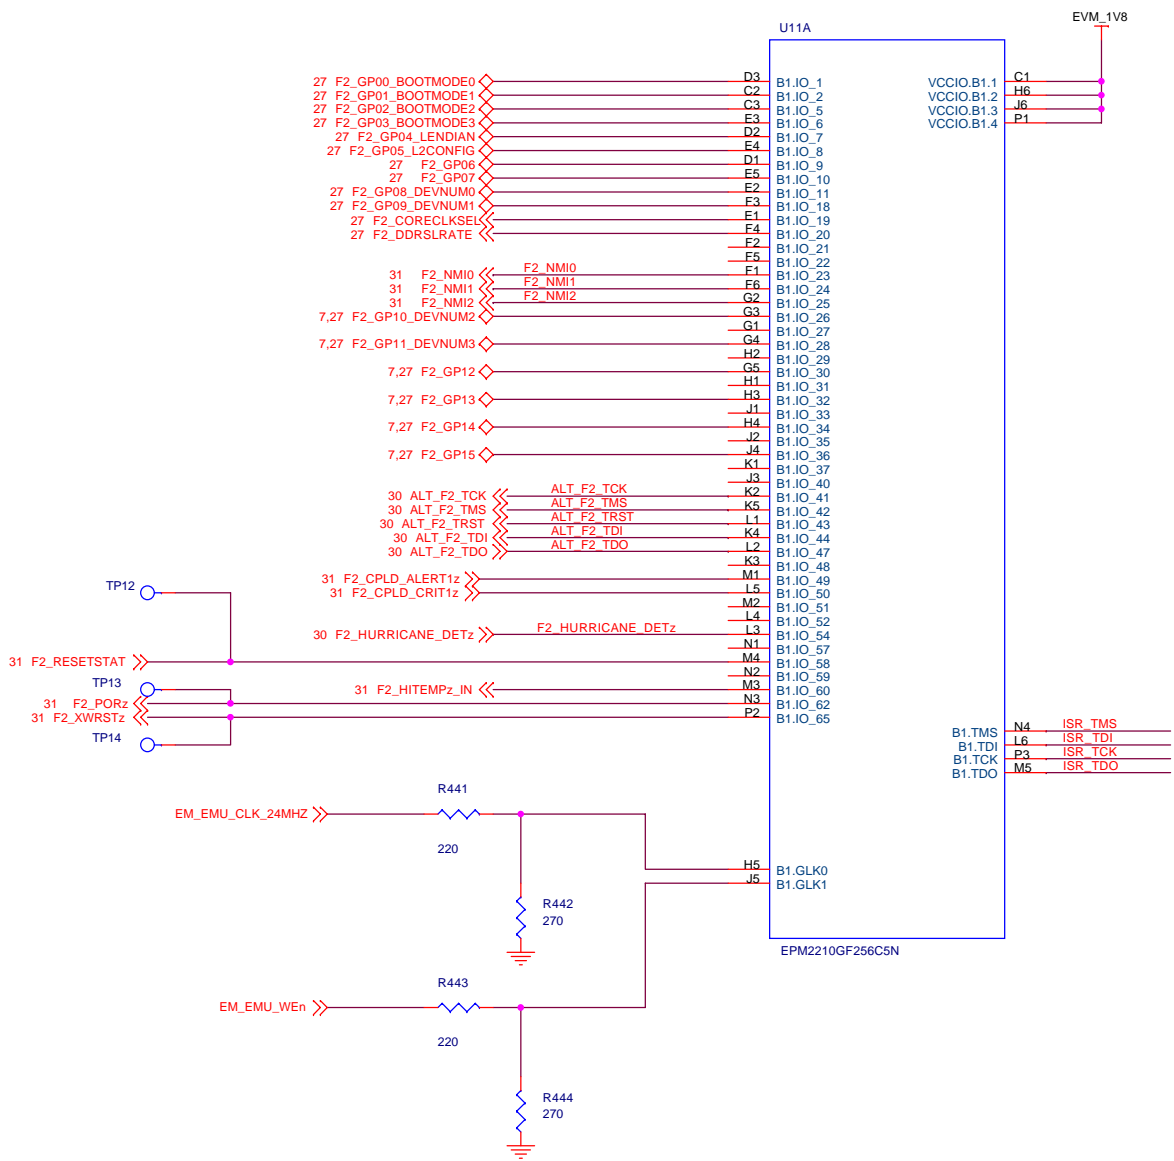 EVM_1V8
U11A
27 F2_GP00_BOOTMODE0 D3 B1.IO_1 VCCIO.B1.1 C1
27 F2_GP01_BOOTMODE1 C2 B1.IO_2 VCCIO.B1.2 H6
27 F2_GP02_BOOTMODE2 C3 B1.IO_5 VCCIO.B1.3 J6
27 F2_GP03_BOOTMODE3 E3 B1.IO_6 VCCIO.B1.4 P1
27 F2_GP04_LENDIAN D2 B1.IO_7
27 F2_GP05_L2CONFIG E4 B1.IO_8
27 F2_GP06 D1 B1.IO_9
27 F2_GP07 E5 B1.IO_10
27 F2_GP08_DEVNUM0 E2 B1.IO_11
27 F2_GP09_DEVNUM1 F3 B1.IO_18
27 F2_CORECLKSEL E1 B1.IO_19
27 F2_DDRSLRATE F4 B1.IO_20
F2 B1.IO_21
F5 B1.IO_22
31 F2_NMI0 F2_NMI0 F1 B1.IO_23
31 F2_NMI1 F2_NMI1 F6 B1.IO_24
31 F2_NMI2 F2_NMI2 G2 B1.IO_25
7,27 F2_GP10_DEVNUM2 G3 B1.IO_26
G1 B1.IO_27
7,27 F2_GP11_DEVNUM3 G4 B1.IO_28
H2 B1.IO_29
7,27 F2_GP12 G5 B1.IO_30
H1 B1.IO_31
7,27 F2_GP13 H3 B1.IO_32
J1 B1.IO_33
7,27 F2_GP14 H4 B1.IO_34
J2 B1.IO_35
7,27 F2_GP15 J4 B1.IO_36
K1 B1.IO_37
J3 B1.IO_40
30 ALT_F2_TCK ALT_F2_TCK K2 B1.IO_41
30 ALT_F2_TMS ALT_F2_TMS K5 B1.IO_42
30 ALT_F2_TRST ALT_F2_TRST L1 B1.IO_43
30 ALT_F2_TDI ALT_F2_TDI K4 B1.IO_44
30 ALT_F2_TDO ALT_F2_TDO L2 B1.IO_47
K3 B1.IO_48
31 F2_CPLD_ALERT1z M1 B1.IO_49
TP12 31 F2_CPLD_CRIT1z L5 B1.IO_50
M2 B1.IO_51
L4 B1.IO_52
30 F2_HURRICANE_DETz F2_HURRICANE_DETz L3 B1.IO_54
N1 B1.IO_57
31 F2_RESETSTAT M4 B1.IO_58
N2 B1.IO_59
TP13 31 F2_HITEMPz_IN M3 B1.IO_60
31 F2_PORz N3 B1.IO_62
31 F2_XWRSTz P2 B1.IO_65
TP14 B1.TMS N4 ISR_TMS
B1.TDI L6 ISR_TDI
B1.TCK P3 ISR_TCK
B1.TDO M5 ISR_TDO
R441
EM_EMU_CLK_24MHZ
220
H5 B1.GLK0
J5 B1.GLK1
R442
270
EPM2210GF256C5N
R443
EM_EMU_WEn
220
R444
270